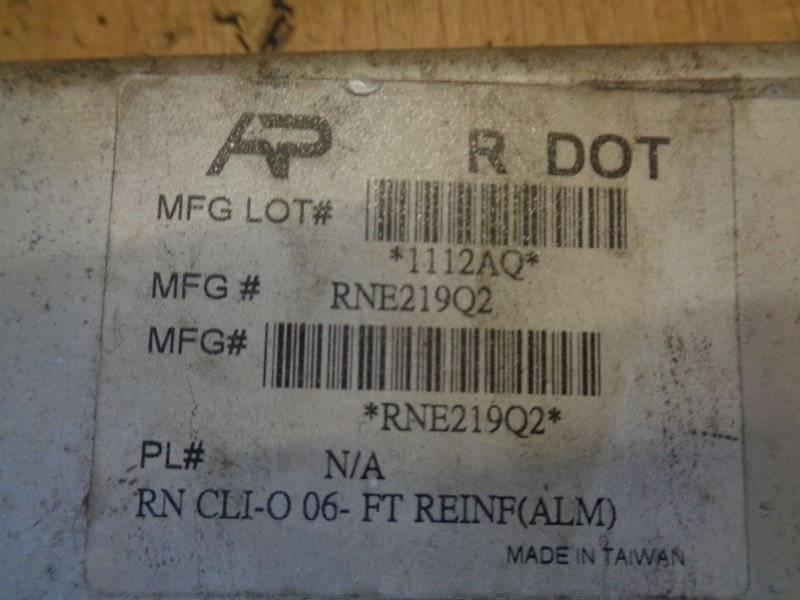 AP R DOT
MFG LOT#
*1112AQ*
MFG # RNE219Q2
MFG#
*RNE219Q2*
PL# N/A
RN CLI-O 06- FT REINF(ALM)
MADE IN TAIWAN